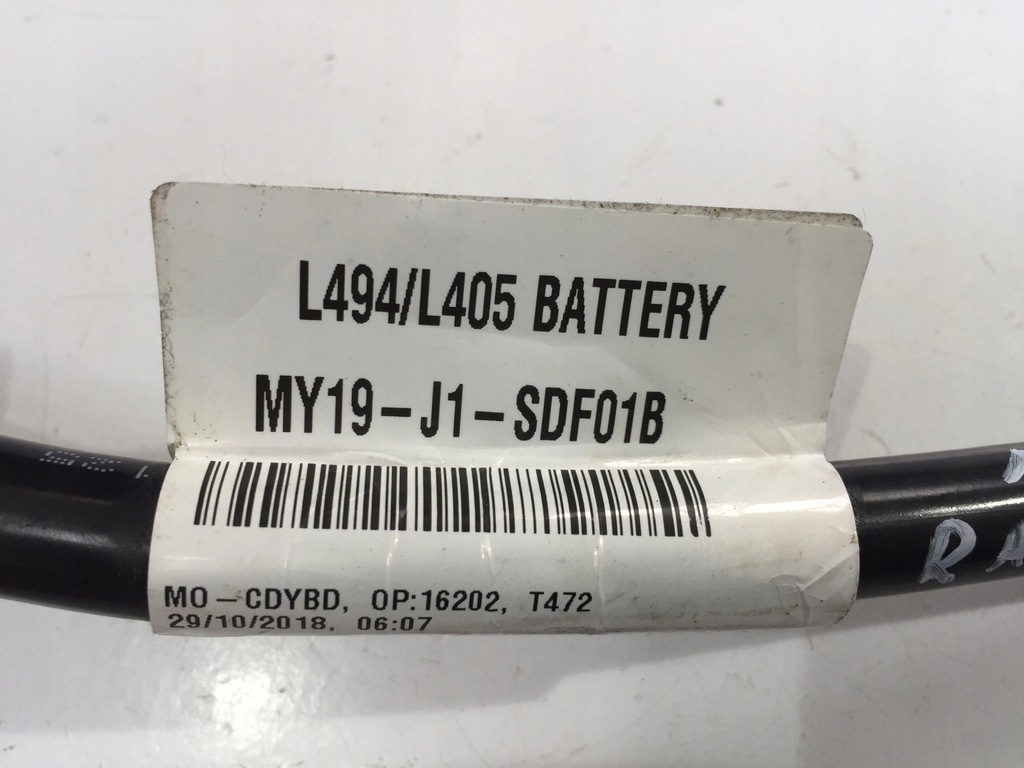 L494/L405 BATTERY
MY19-J1-SDF01B
MO-CDYBD, OP:16202, T472
29/10/2018, 06:07